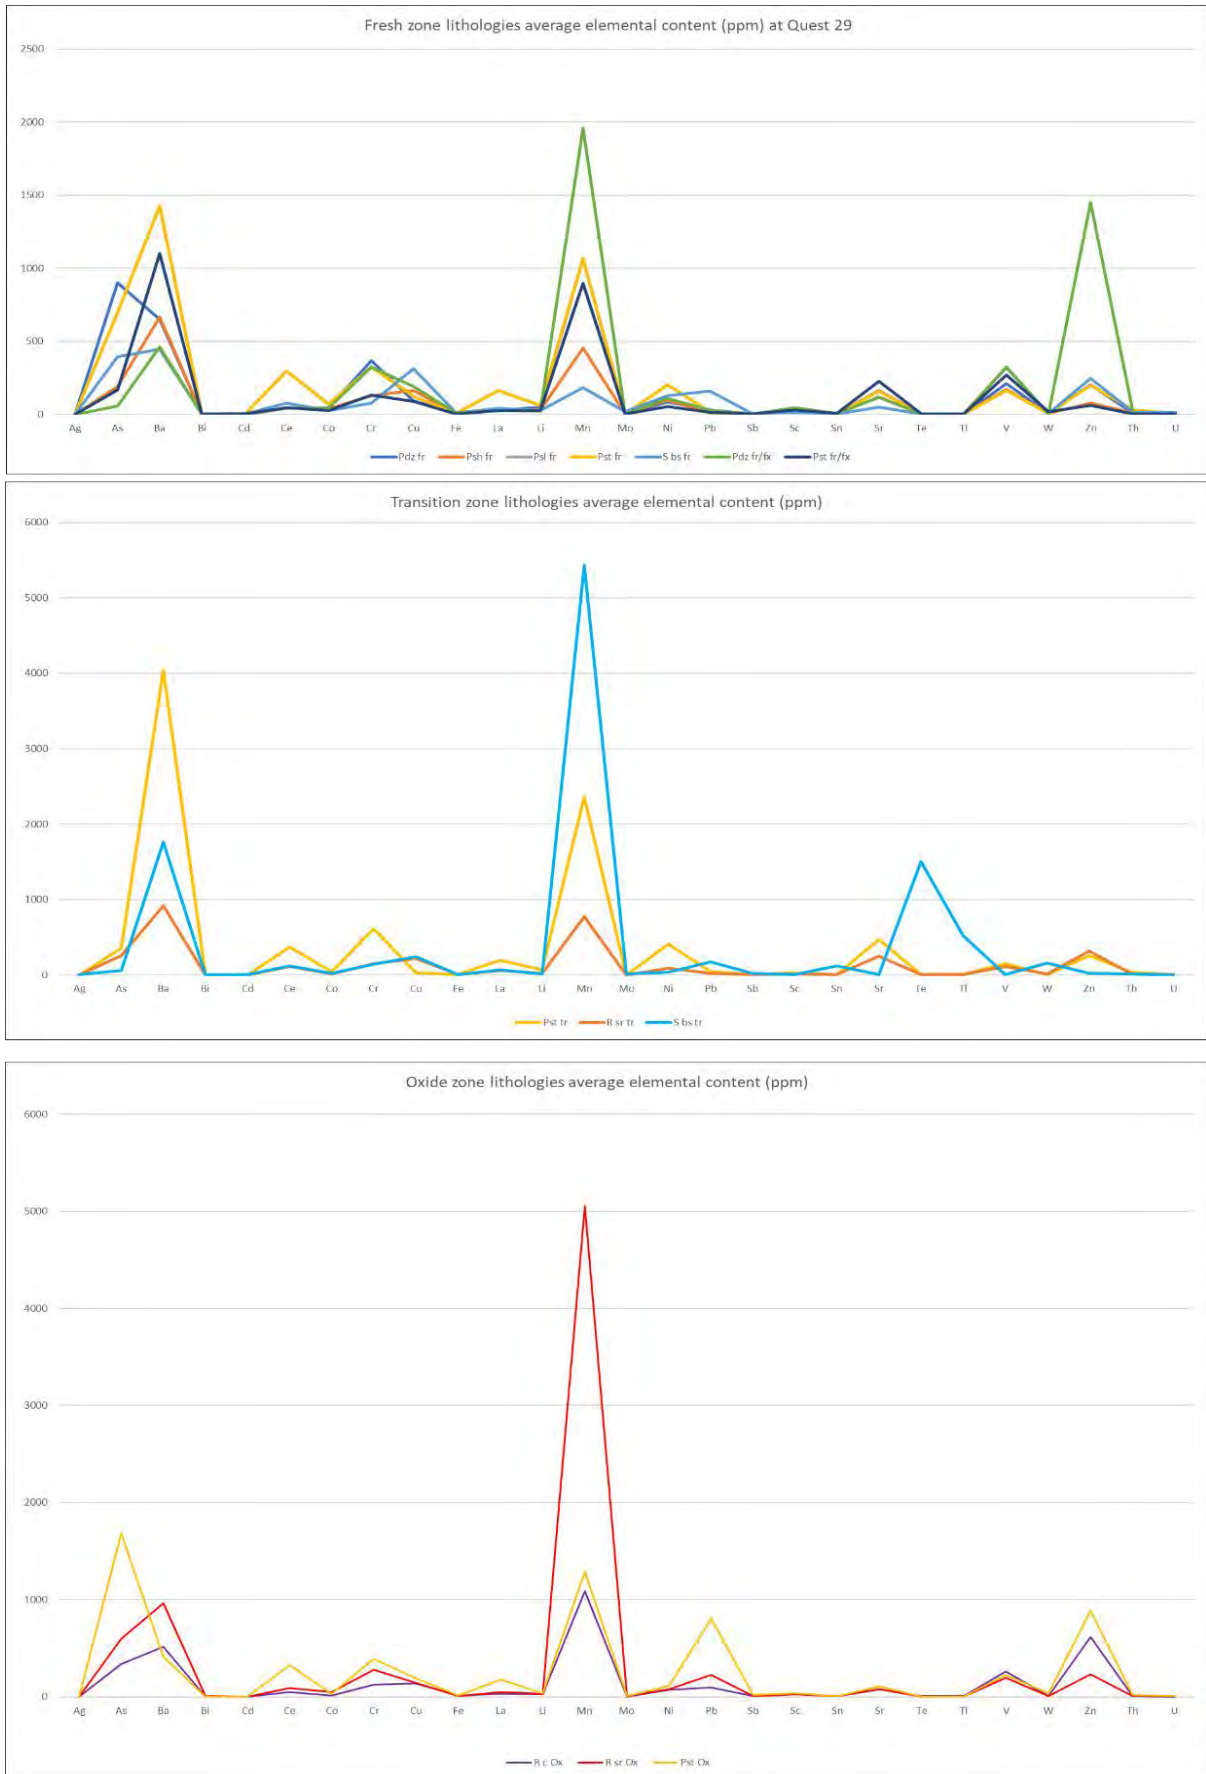 Fresh zone lithologies average elemental content (ppm) at Quest 29
2500
2000
1500
1000
500
0
Ag As Ba Bi Cd Ce Co Cr Cu Fe La Li Mn Mo Ni Pb Sb Sc Sn Sr Te Tl V W Zn Th U
Pdz fr Psh fr Psl fr Pst fr S bs fr Pdz fr/fx Pst fr/fx
Transition zone lithologies average elemental content (ppm)
6000
5000
4000
3000
2000
1000
0
Ag As Ba Bi Cd Ce Co Cr Cu Fe La Li Mn Mo Ni Pb Sb Sc Sn Sr Te Tl V W Zn Th U
Pst tr R sr tr S bs tr
Oxide zone lithologies average elemental content (ppm)
6000
5000
4000
3000
2000
1000
0
Ag As Ba Bi Cd Ce Co Cr Cu Fe La Li Mn Mo Ni Pb Sb Sc Sn Sr Te Tl V W Zn Th U
R c Ox R sr Ox Pst Ox